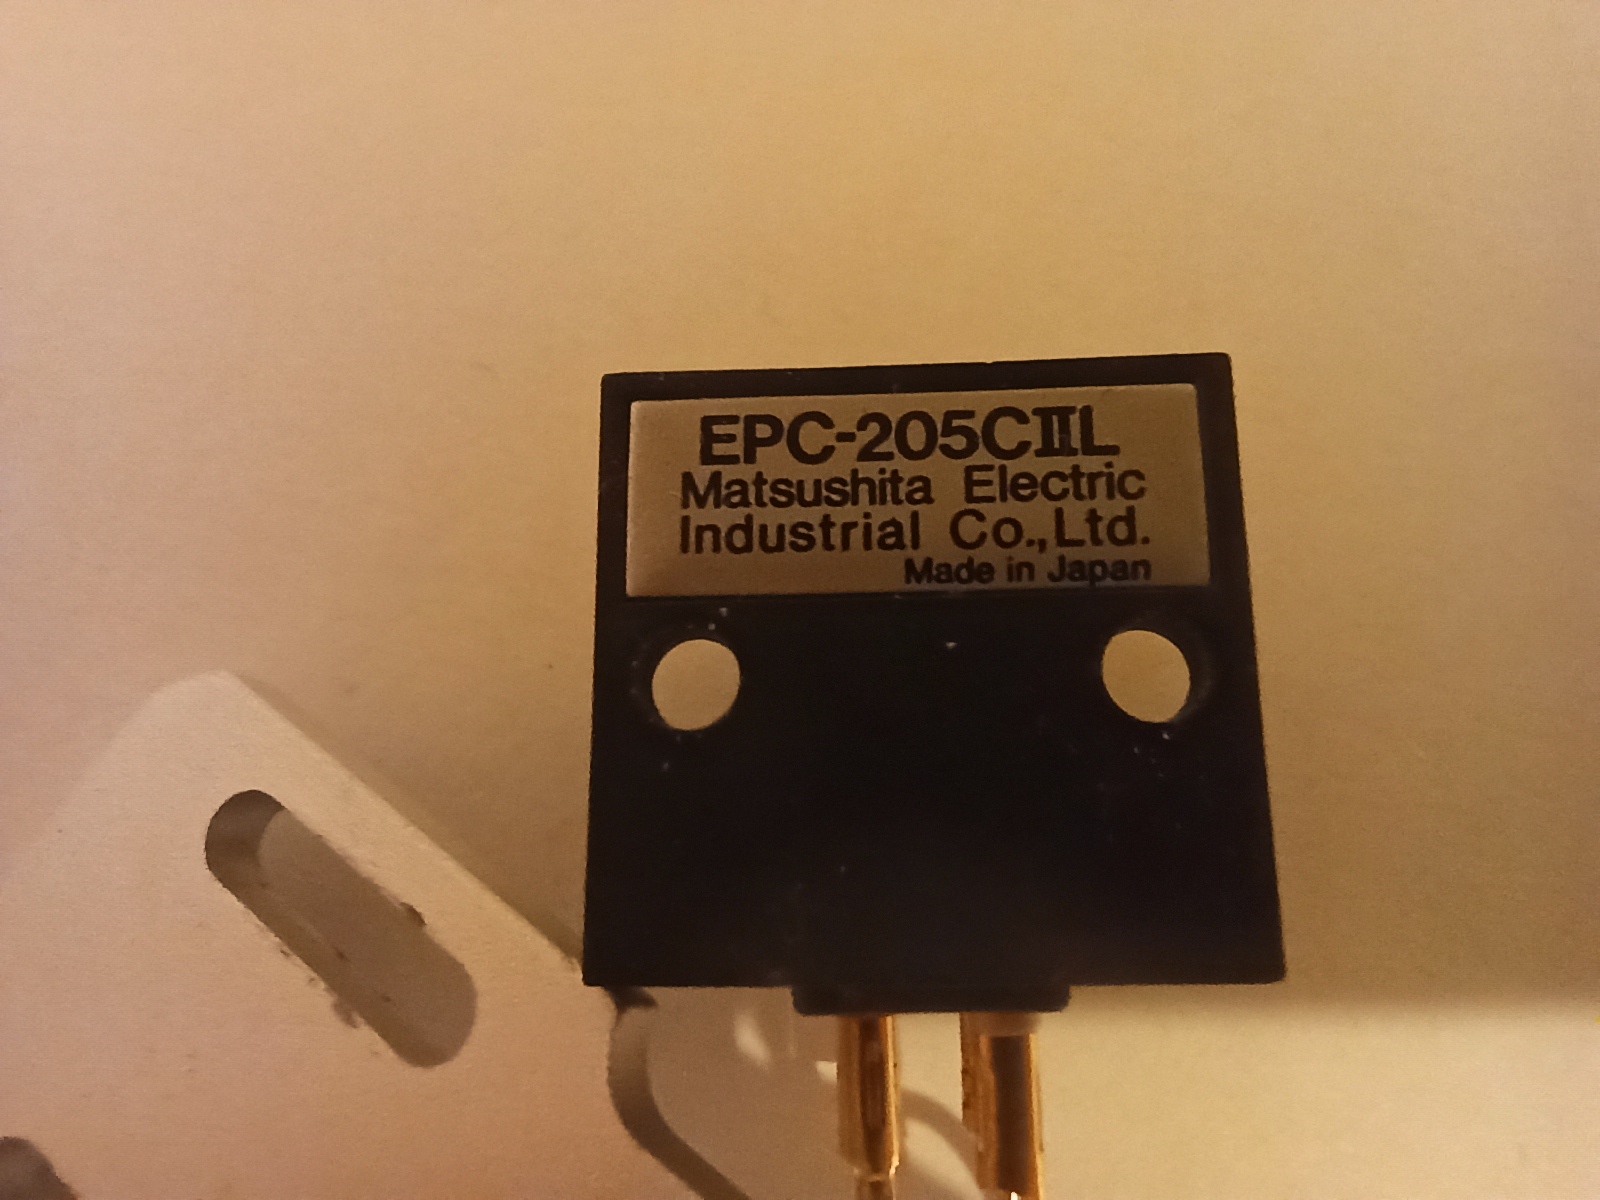 EPC-205CⅡL
Matsushita Electric
Industrial Co.,Ltd.
Made in Japan